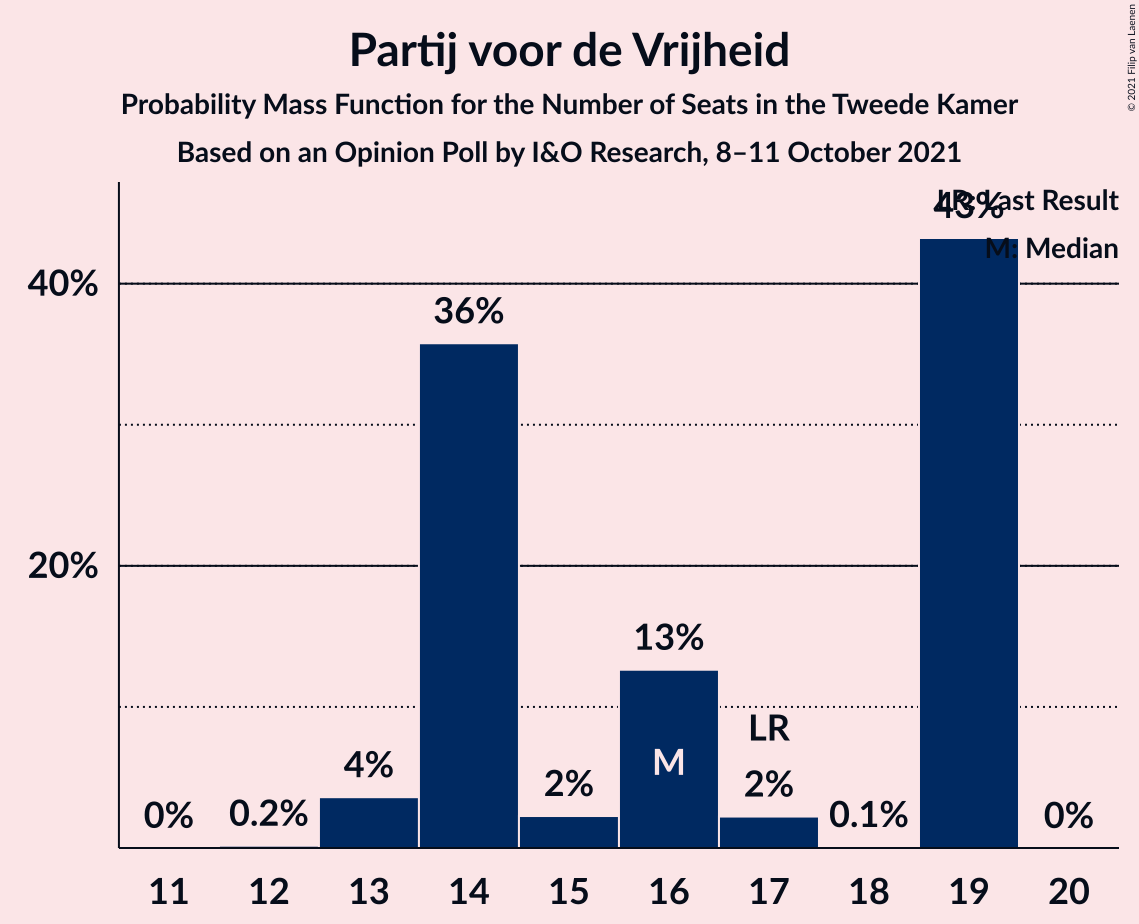 Partij voor de Vrijheid
Probability Mass Function for the Number of Seats in the Tweede Kamer
Based on an Opinion Poll by I&O Research, 8–11 October 2021
© 2021 Filip van Laenen
LR: Last Result
M: Median
43%
40%
36%
20%
13%
LR
M
4%
2%
2%
0%
0.2%
0.1%
0%
11 12 13 14 15 16 17 18 19 20